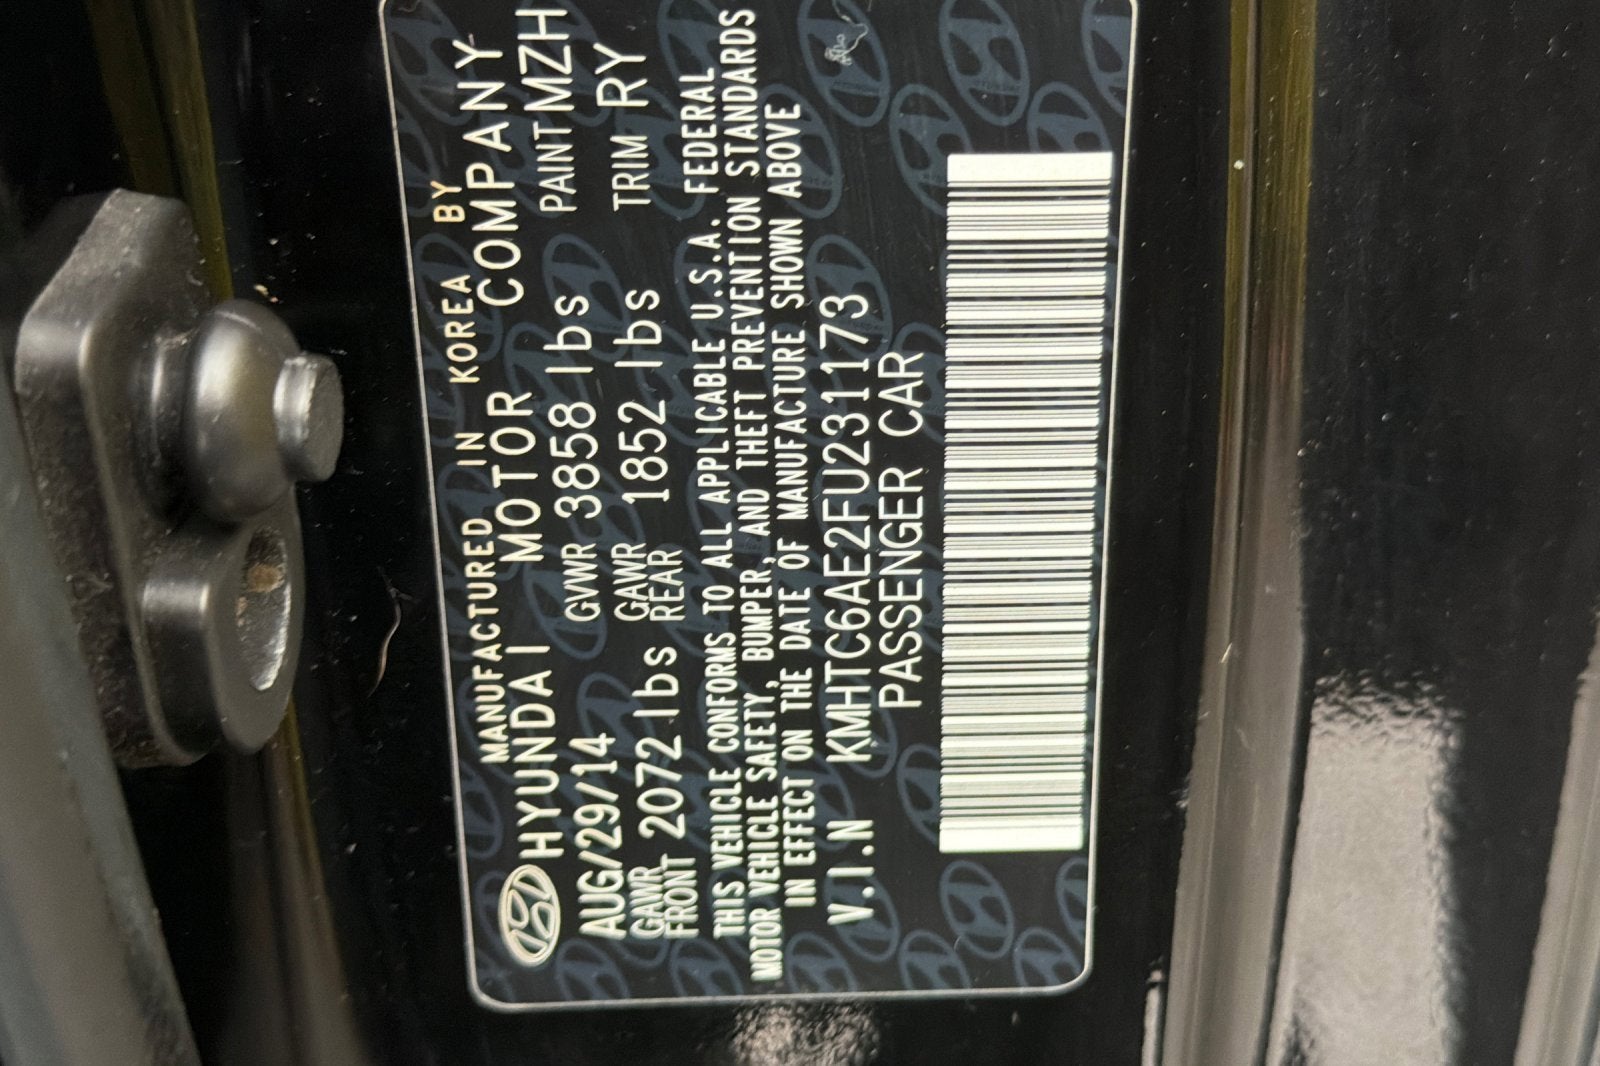 MANUFACTURED IN KOREA BY
HYUNDAI MOTOR COMPANY
AUG/29/14 GVWR 3858 lbs PAINT MZH
GAWR FRONT 2072 lbs GAWR REAR 1852 lbs TRIM RY
THIS VEHICLE CONFORMS TO ALL APPLICABLE U.S.A. FEDERAL
MOTOR VEHICLE SAFETY, BUMPER, AND THEFT PREVENTION STANDARDS
IN EFFECT ON THE DATE OF MANUFACTURE SHOWN ABOVE
V.I.N KMHTC6AE2FU231173
PASSENGER CAR